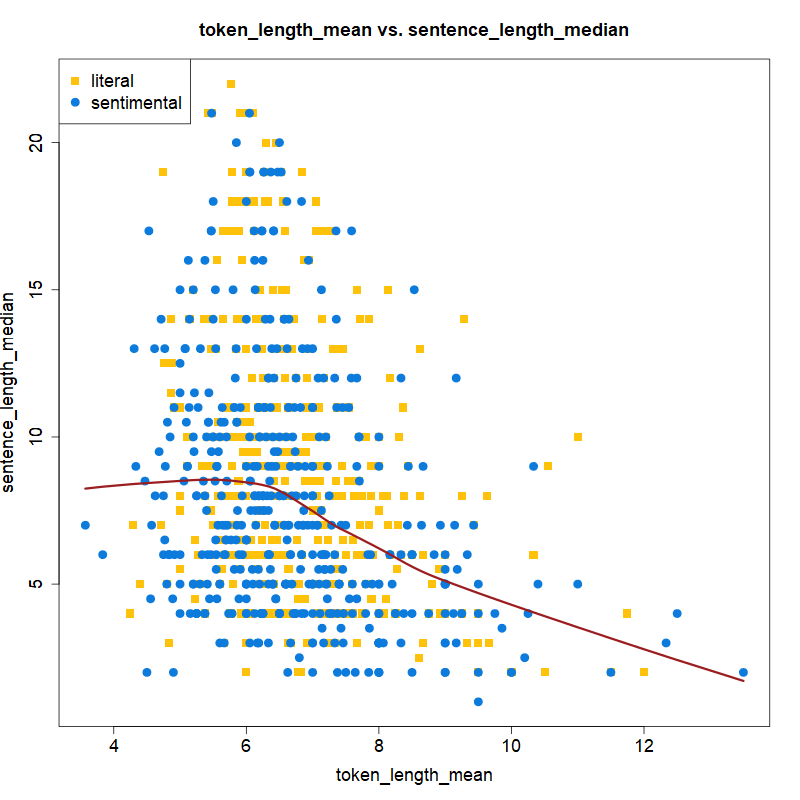 token_length_mean vs. sentence_length_median
literal
sentimental
sentence_length_median
20
15
10
5
4
6
8
10
12
token_length_mean